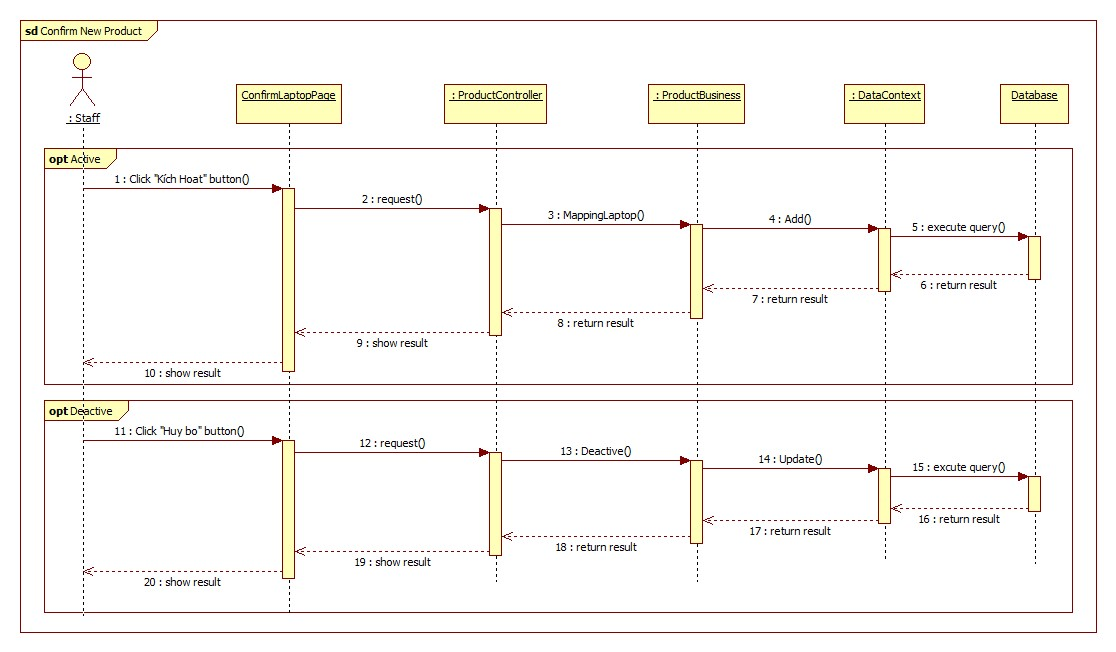 sd Confirm New Product
: Staff
ConfirmLaptopPage
: ProductController
: ProductBusiness
: DataContext
Database
opt Active
1 : Click "Kích Hoat" button()
2 : request()
3 : MappingLaptop()
4 : Add()
5 : execute query()
6 : return result
7 : return result
8 : return result
9 : show result
10 : show result
opt Deactive
11 : Click "Huy bo" button()
12 : request()
13 : Deactive()
14 : Update()
15 : excute query()
16 : return result
17 : return result
18 : return result
19 : show result
20 : show result